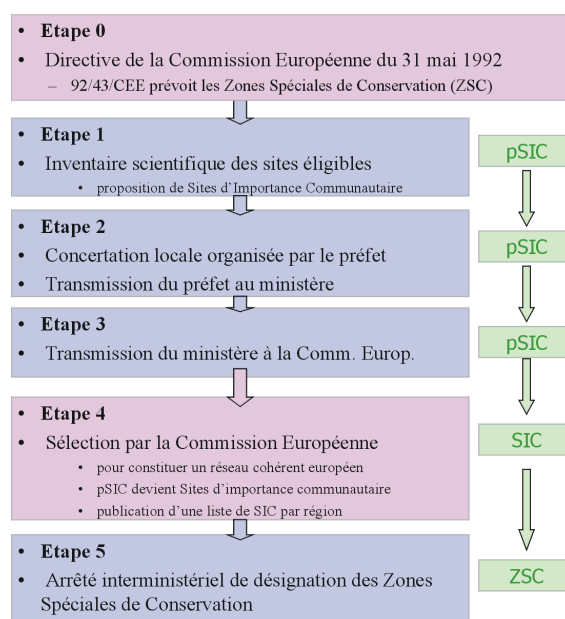 • Etape 0
• Directive de la Commission Européenne du 31 mai 1992
– 92/43/CEE prévoit les Zones Spéciales de Conservation (ZSC)
• Etape 1
• Inventaire scientifique des sites éligibles
• proposition de Sites d'Importance Communautaire
pSIC
• Etape 2
• Concertation locale organisée par le préfet
• Transmission du préfet au ministère
pSIC
• Etape 3
• Transmission du ministère à la Comm. Europ.
pSIC
• Etape 4
• Sélection par la Commission Européenne
• pour constituer un réseau cohérent européen
• pSIC devient Sites d'importance communautaire
• publication d'une liste de SIC par région
SIC
• Etape 5
• Arrêté interministériel de désignation des Zones
Spéciales de Conservation
ZSC